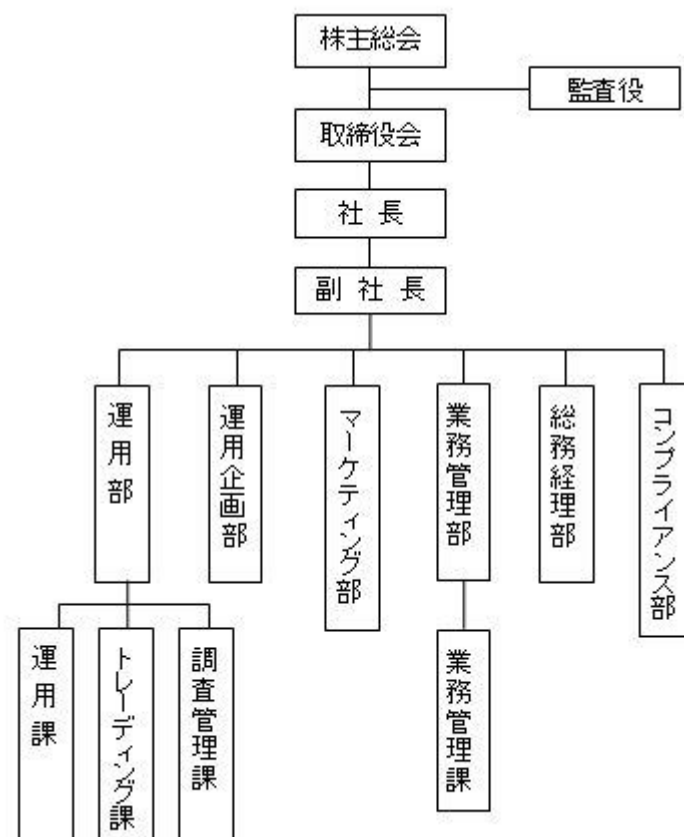 株主総会
監査役
取締役会
社長
副社長
運用部
運用企画部
マーケティング部
業務管理部
総務経理部
コンプライアンス部
運用課
トレーディング課
調査管理課
業務管理課